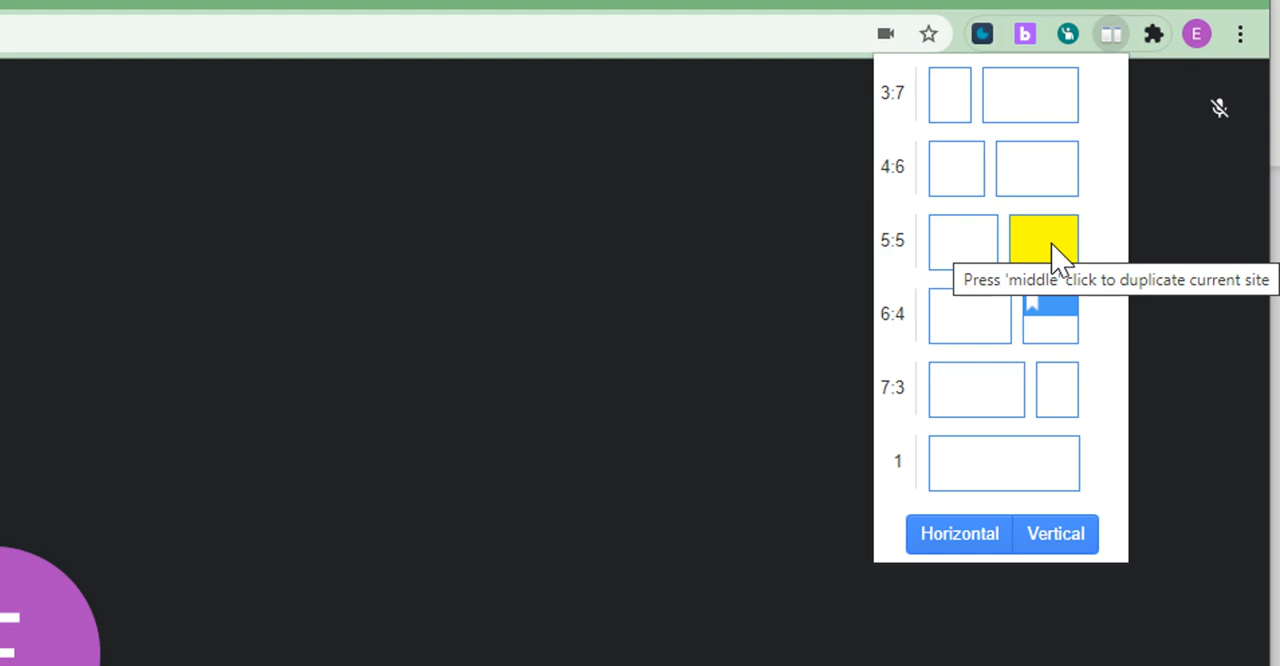 b
E
3:7
4:6
5:5
Press 'middle' click to duplicate current site
6:4
7:3
1
Horizontal Vertical
E